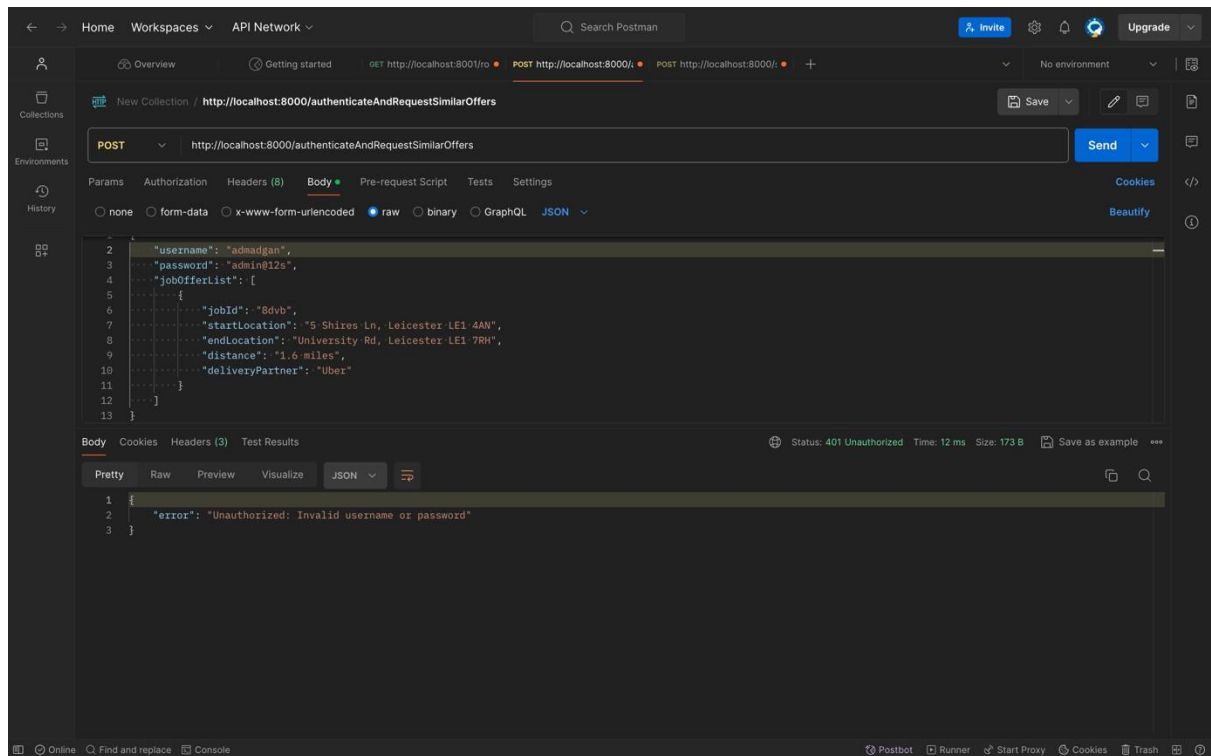 Home Workspaces API Network Search Postman Invite Upgrade
Overview Getting started GET http://localhost:8001/ro POST http://localhost:8000/: POST http://localhost:8000/: No environment
New Collection / http://localhost:8000/authenticateAndRequestSimilarOffers Save
Collections
POST http://localhost:8000/authenticateAndRequestSimilarOffers Send
Environments
Params Authorization Headers (8) Body Pre-request Script Tests Settings Cookies
History
none form-data x-www-form-urlencoded raw binary GraphQL JSON Beautify
2 "username": "admadgan",
3 "password": "admin@12s",
4 "jobOfferList": [
5 {
6 "jobId": "8dvb",
7 "startLocation": "5 Shires Ln, Leicester LE1 4AN",
8 "endLocation": "University Rd, Leicester LE1 7RH",
9 "distance": "1.6 miles",
10 "deliveryPartner": "Uber"
11 }
12 ]
13 }
Body Cookies Headers (3) Test Results Status: 401 Unauthorized Time: 12 ms Size: 173 B Save as example
Pretty Raw Preview Visualize JSON
1 {
2 "error": "Unauthorized: Invalid username or password"
3 }
Online Find and replace Console Postbot Runner Start Proxy Cookies Trash